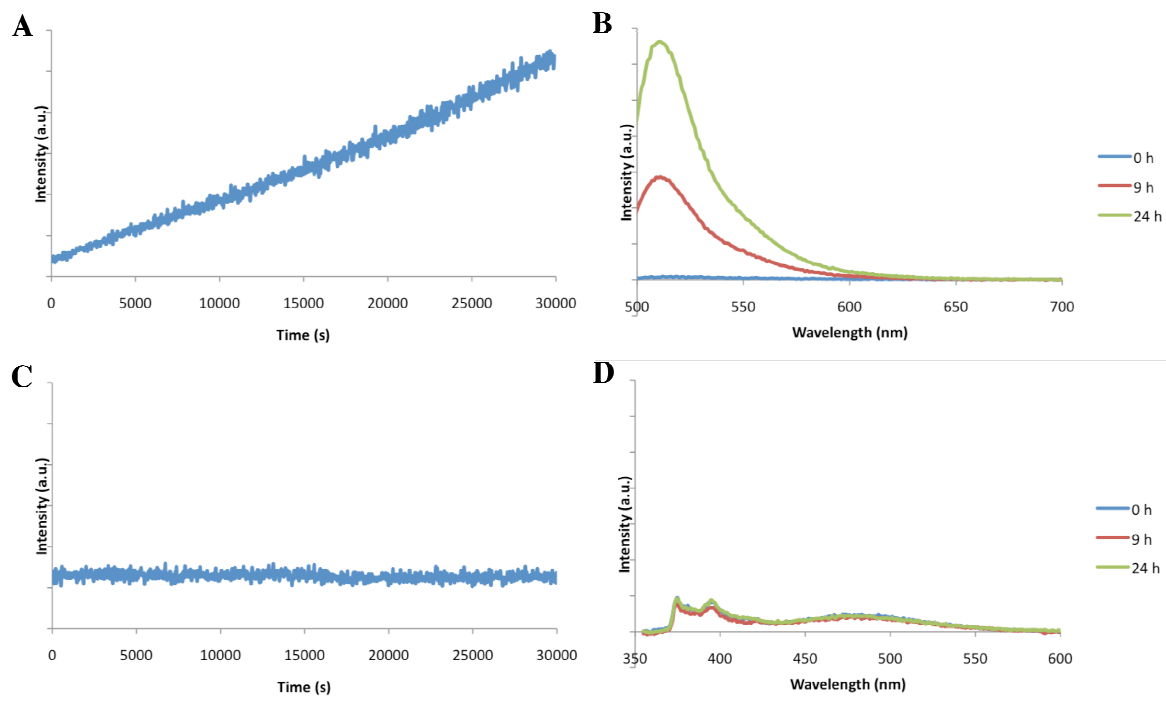 A
Intensity (a.u.)
0 5000 10000 15000 20000 25000 30000
Time (s)
B
Intensity (a.u.)
500 550 600 650 700
Wavelength (nm)
0 h
9 h
24 h
C
Intensity (a.u.)
0 5000 10000 15000 20000 25000 30000
Time (s)
D
Intensity (a.u.)
350 400 450 500 550 600
Wavelength (nm)
0 h
9 h
24 h